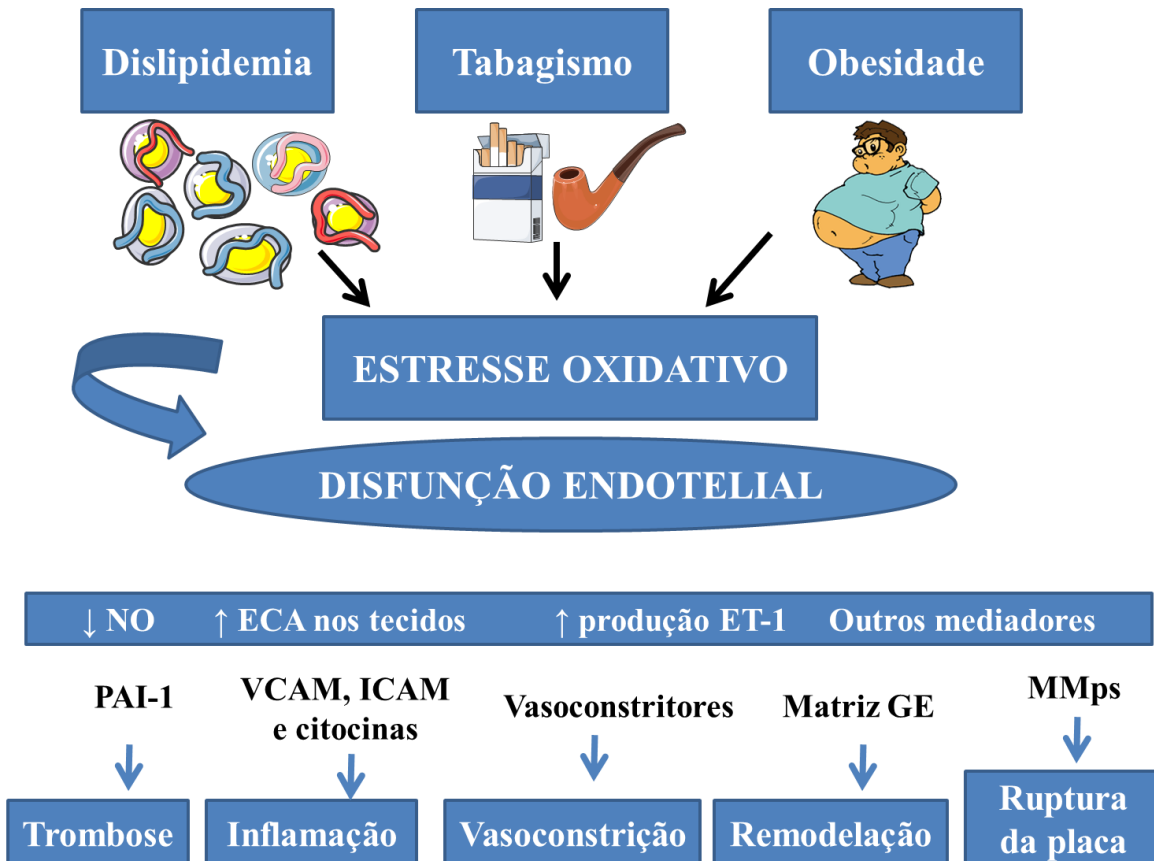 Dislipidemia
Tabagismo
Obesidade
ESTRESSE OXIDATIVO
DISFUNÇÃO ENDOTELIAL
↓ NO ↑ ECA nos tecidos ↑ produção ET-1 Outros mediadores
PAI-1
VCAM, ICAM
e citocinas
Vasoconstritores
Matriz GE
MMps
Trombose
Inflamação
Vasoconstrição
Remodelação
Ruptura
da placa